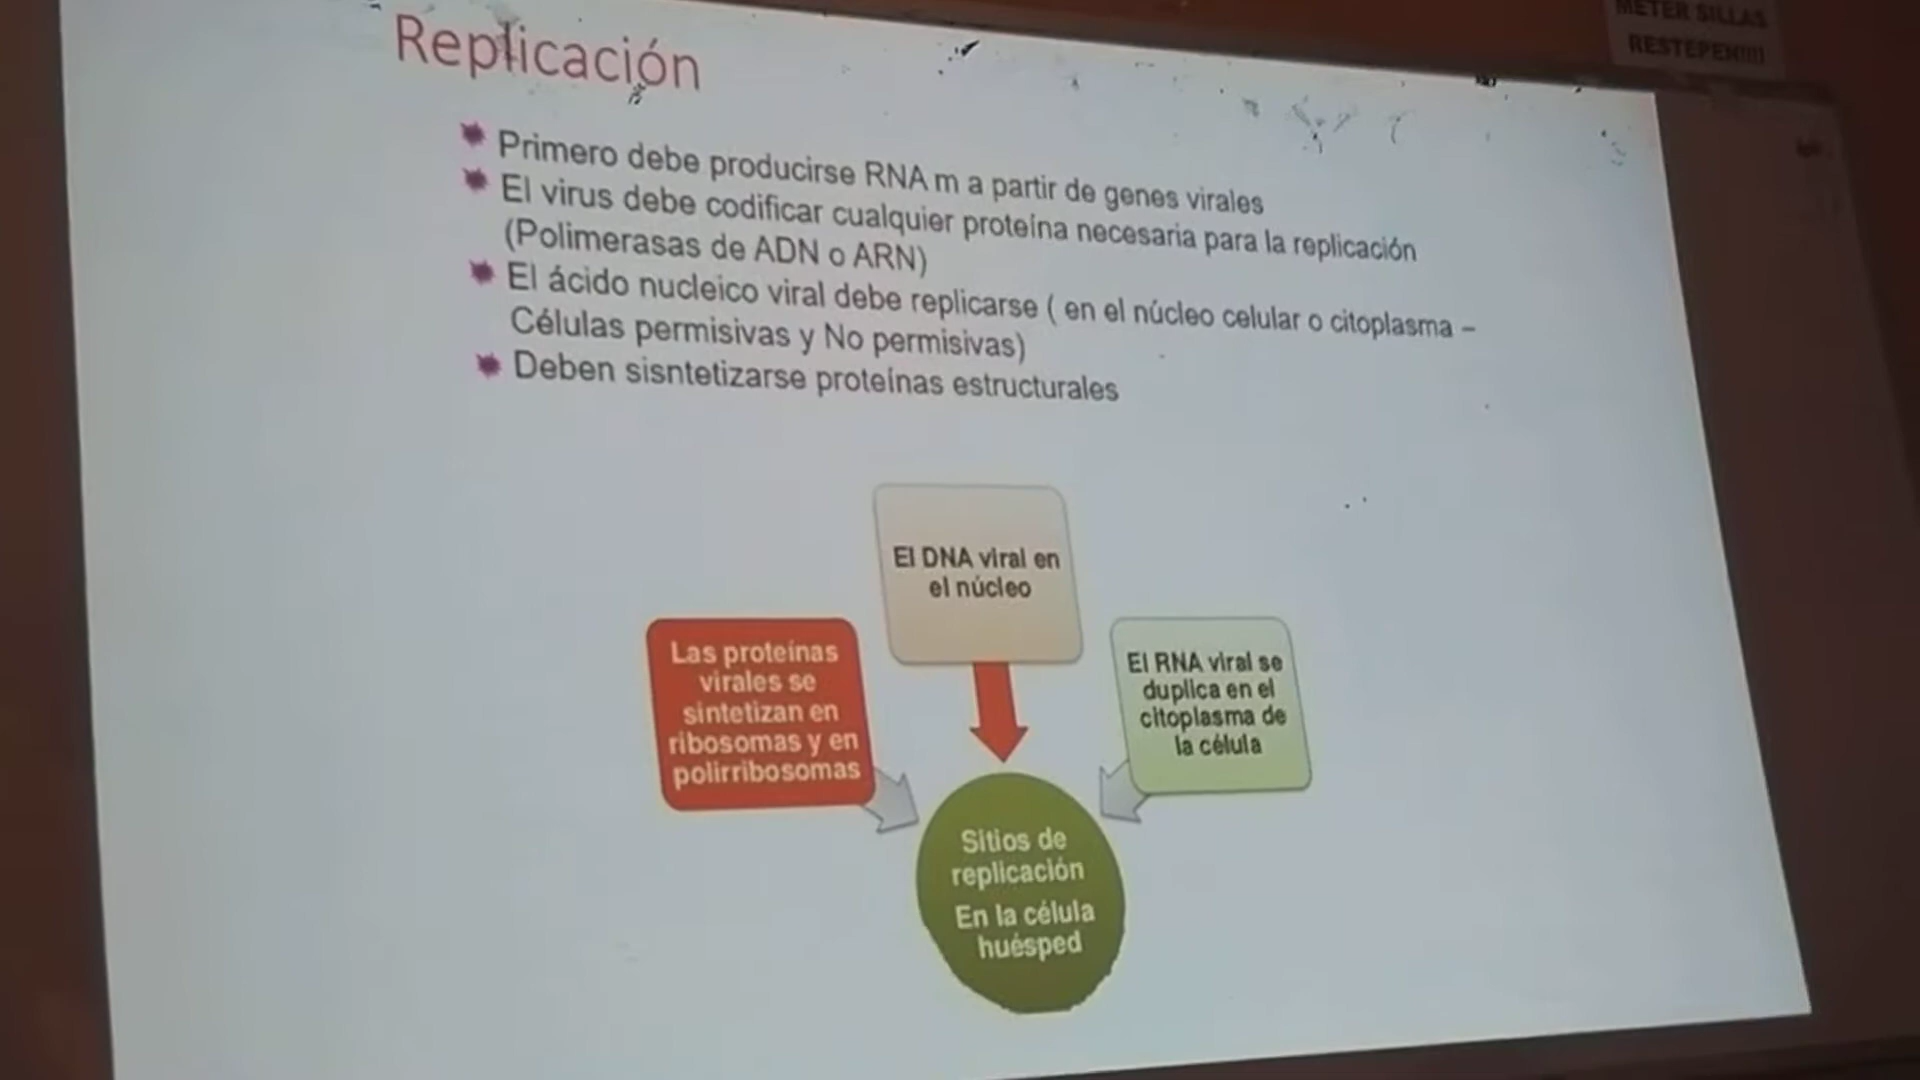 METER SILLAS
RESTEPEN!!!!
Replicación
Primero debe producirse RNA m a partir de genes virales
El virus debe codificar cualquier proteína necesaria para la replicación
(Polimerasas de ADN o ARN)
El ácido nucleico viral debe replicarse ( en el núcleo celular o citoplasma –
Células permisivas y No permisivas)
Deben sisntetizarse proteínas estructurales
El DNA viral en
el núcleo
Las proteínas
virales se
sintetizan en
ribosomas y en
polirribosomas
El RNA viral se
duplica en el
citoplasma de
la célula
Sitios de
replicación
En la célula
huésped